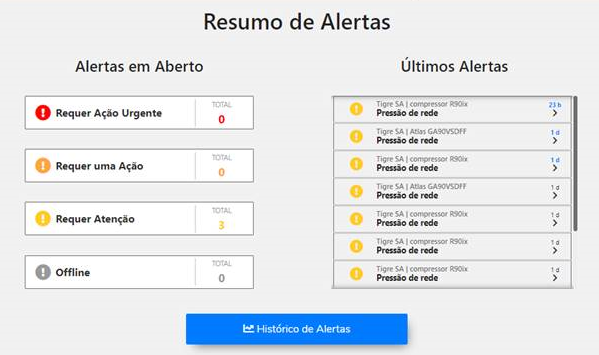 Resumo de Alertas
Alertas em Aberto
Requer Ação Urgente
TOTAL
0
Requer uma Ação
TOTAL
0
Requer Atenção
TOTAL
3
Offline
TOTAL
0
Últimos Alertas
Tigre SA | compressor R90ix
23 h
Pressão de rede
Tigre SA | Atlas GA90VSDFF
1 d
Pressão de rede
Tigre SA | compressor R90ix
1 d
Pressão de rede
Tigre SA | Atlas GA90VSDFF
1 d
Pressão de rede
Tigre SA | compressor R90ix
1 d
Pressão de rede
Tigre SA | compressor R90ix
1 d
Pressão de rede
Tigre SA | compressor R90ix
1 d
Pressão de rede
Histórico de Alertas